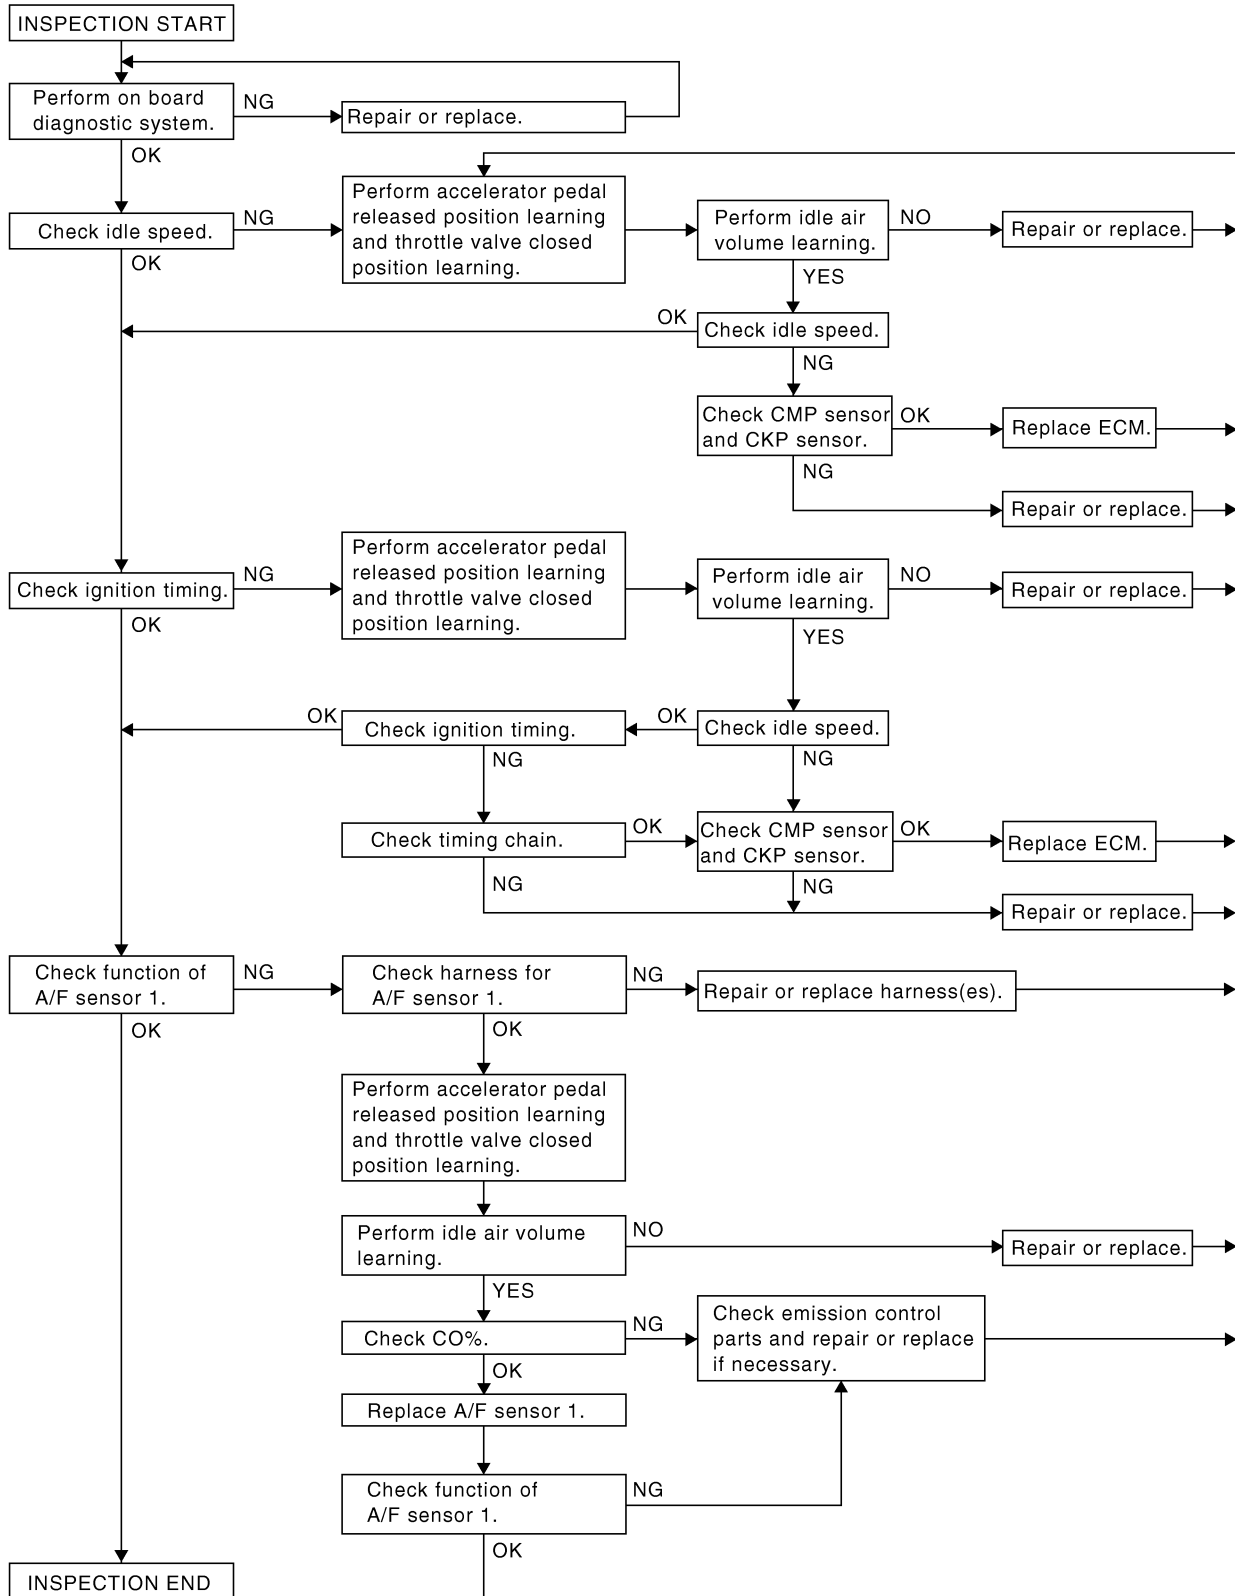 INSPECTION START
Perform on board
diagnostic system.
NG
Repair or replace.
OK
Check idle speed.
NG
Perform accelerator pedal
released position learning
and throttle valve closed
position learning.
Perform idle air
volume learning.
NO
Repair or replace.
OK
YES
OK
Check idle speed.
NG
Check CMP sensor
and CKP sensor.
OK
Replace ECM.
NG
Repair or replace.
Check ignition timing.
NG
Perform accelerator pedal
released position learning
and throttle valve closed
position learning.
Perform idle air
volume learning.
NO
Repair or replace.
OK
YES
OK
Check ignition timing.
OK
Check idle speed.
NG
NG
Check timing chain.
OK
Check CMP sensor
and CKP sensor.
OK
Replace ECM.
NG
NG
Repair or replace.
Check function of
A/F sensor 1.
NG
Check harness for
A/F sensor 1.
NG
Repair or replace harness(es).
OK
OK
Perform accelerator pedal
released position learning
and throttle valve closed
position learning.
Perform idle air volume
learning.
NO
Repair or replace.
YES
Check CO%.
NG
Check emission control
parts and repair or replace
if necessary.
OK
Replace A/F sensor 1.
Check function of
A/F sensor 1.
NG
OK
INSPECTION END